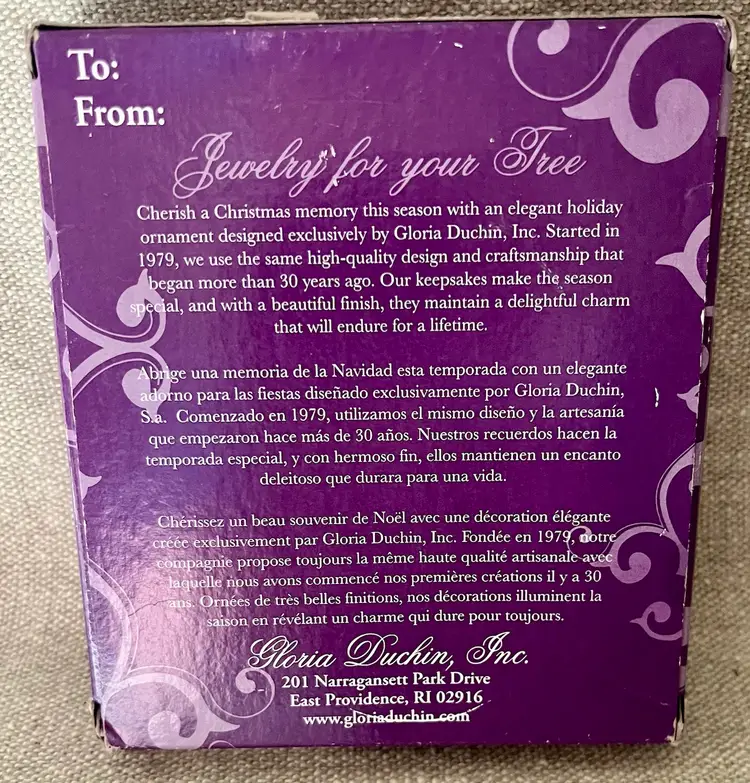 To:
From:
Jewelry for your Tree
Cherish a Christmas memory this season with an elegant holiday
ornament designed exclusively by Gloria Duchin, Inc. Started in
1979, we use the same high-quality design and craftsmanship that
began more than 30 years ago. Our keepsakes make the season
special, and with a beautiful finish, they maintain a delightful charm
that will endure for a lifetime.
Abrige una memoria de la Navidad esta temporada con un elegante
adorno para las fiestas diseñado exclusivamente por Gloria Duchin,
S.a. Comenzado en 1979, utilizamos el mismo diseño y la artesanía
que empezaron hace más de 30 años. Nuestros recuerdos hacen la
temporada especial, y con hermoso fin, ellos mantienen un encanto
deleitoso que durara para una vida.
Chérissez un beau souvenir de Noël avec une décoration élégante
créée exclusivement par Gloria Duchin, Inc. Fondée en 1979, notre
compagnie propose toujours la même haute qualité artisanale avec
laquelle nous avons commencé nos premières créations il y a 30
ans. Ornées de très belles finitions, nos décorations illuminent la
saison en révélant un charme qui dure pour toujours.
Gloria Duchin, Inc.
201 Narragansett Park Drive
East Providence, RI 02916
www.gloriaduchin.com